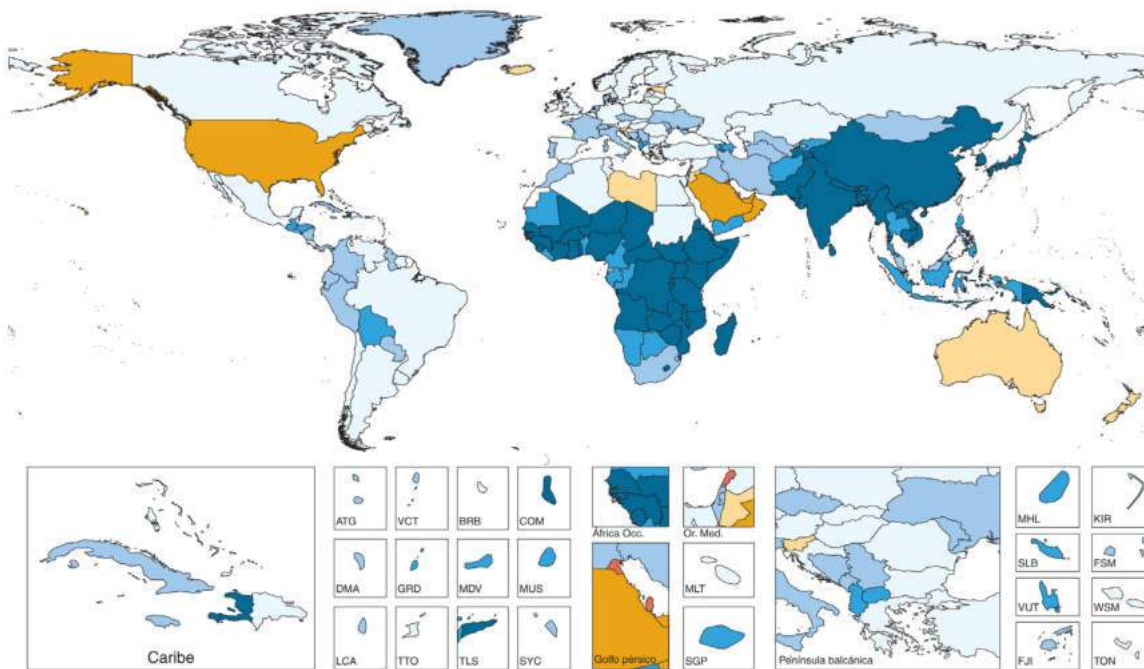 Caribe
ATG
VCT
BRB
COM
DMA
GRD
MDV
MUS
LCA
TTO
TLS
SYC
África Occ.
Or. Med.
Golfo pérsico
MLT
SGP
Península balcánica
MHL
KIR
SLB
FSM
VUT
WSM
FJI
TON